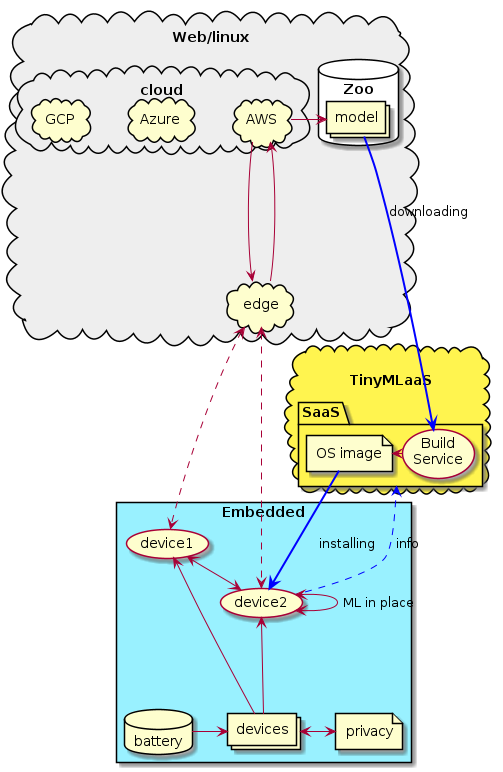 Web/linux
cloud
Zoo
GCP
Azure
AWS
model
downloading
edge
TinyMLaaS
SaaS
OS image
Build
Service
Embedded
device1
installing
info
device2
ML in place
battery
devices
privacy